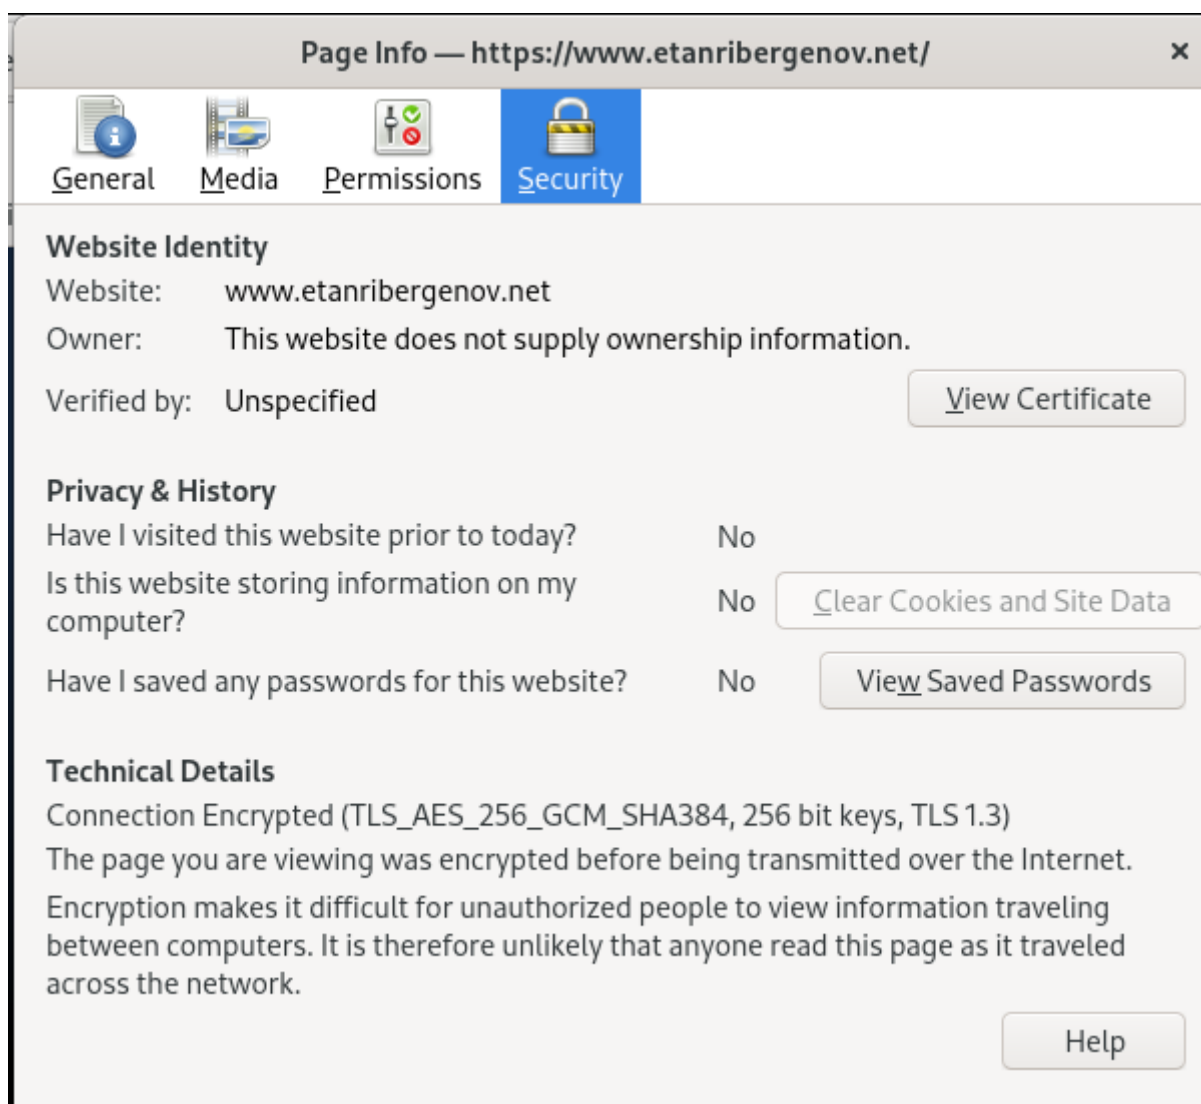 Page Info — https://www.etanribergenov.net/
General Media Permissions Security
Website Identity
Website: www.etanribergenov.net
Owner: This website does not supply ownership information.
Verified by: Unspecified View Certificate
Privacy & History
Have I visited this website prior to today? No
Is this website storing information on my
computer? No Clear Cookies and Site Data
Have I saved any passwords for this website? No View Saved Passwords
Technical Details
Connection Encrypted (TLS_AES_256_GCM_SHA384, 256 bit keys, TLS 1.3)
The page you are viewing was encrypted before being transmitted over the Internet.
Encryption makes it difficult for unauthorized people to view information traveling
between computers. It is therefore unlikely that anyone read this page as it traveled
across the network.
Help